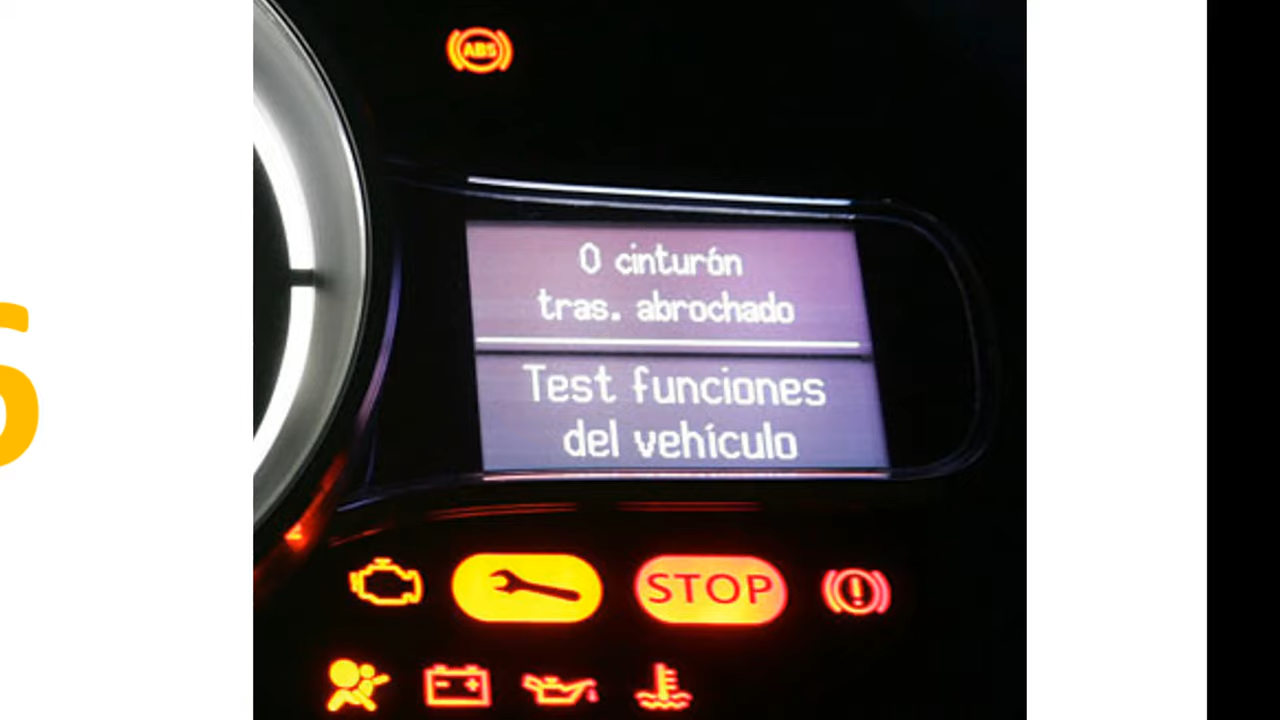 ABS
0 cinturón
tras. abrochado
Test funciones
del vehículo
STOP